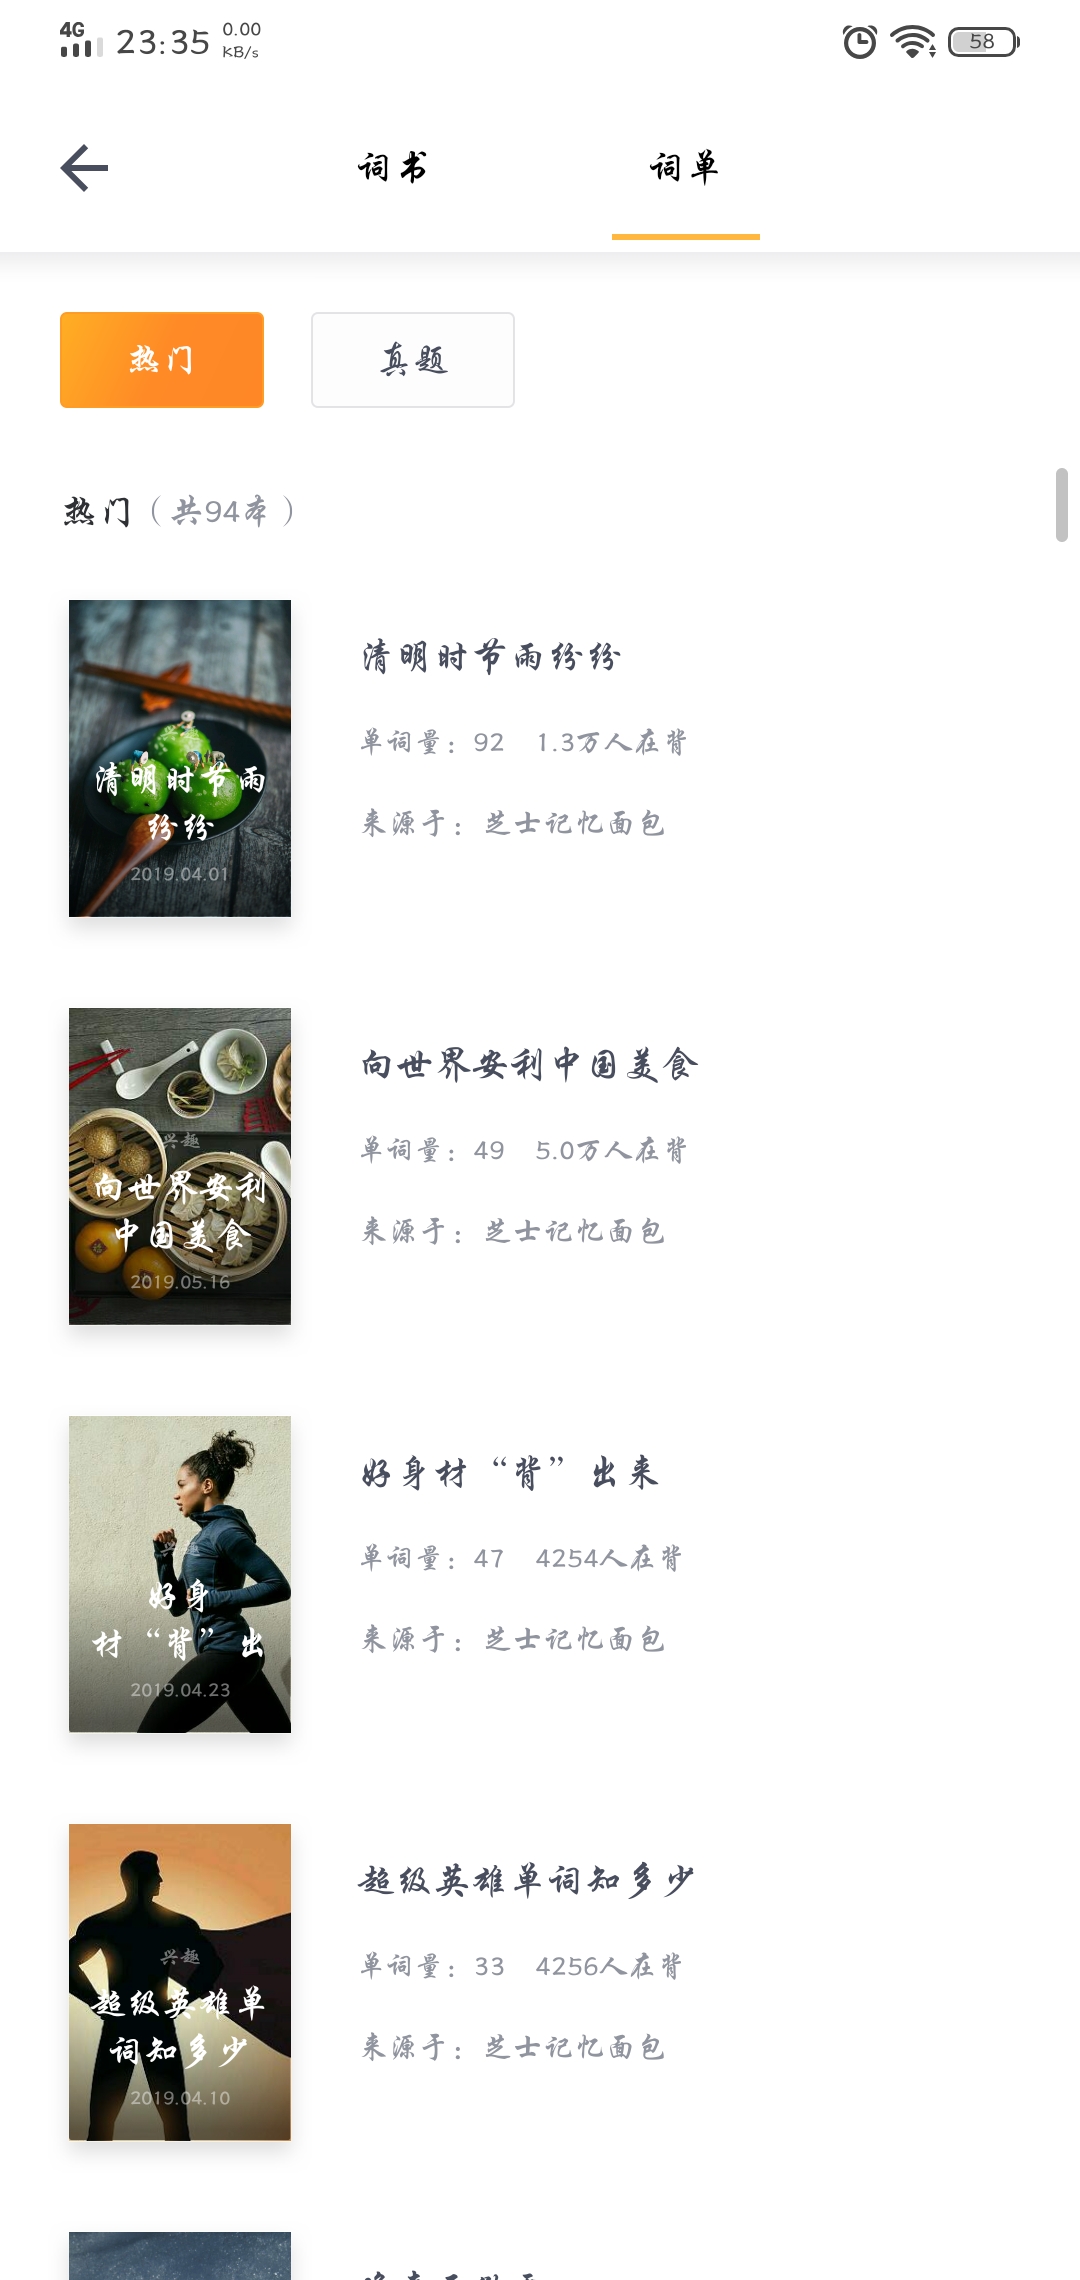 4G 23:35 0.00 KB/s 58
词书 词单
热门 真题
热门（共94本）
清明时节雨
纷纷
2019.04.01
清明时节雨纷纷
单词量：92 1.3万人在背
来源于：芝士记忆面包
兴趣
向世界安利
中国美食
2019.05.16
向世界安利中国美食
单词量：49 5.0万人在背
来源于：芝士记忆面包
兴趣
好身
材“背”出
2019.04.23
好身材“背”出来
单词量：47 4254人在背
来源于：芝士记忆面包
兴趣
超级英雄单
词知多少
2019.04.10
超级英雄单词知多少
单词量：33 4256人在背
来源于：芝士记忆面包